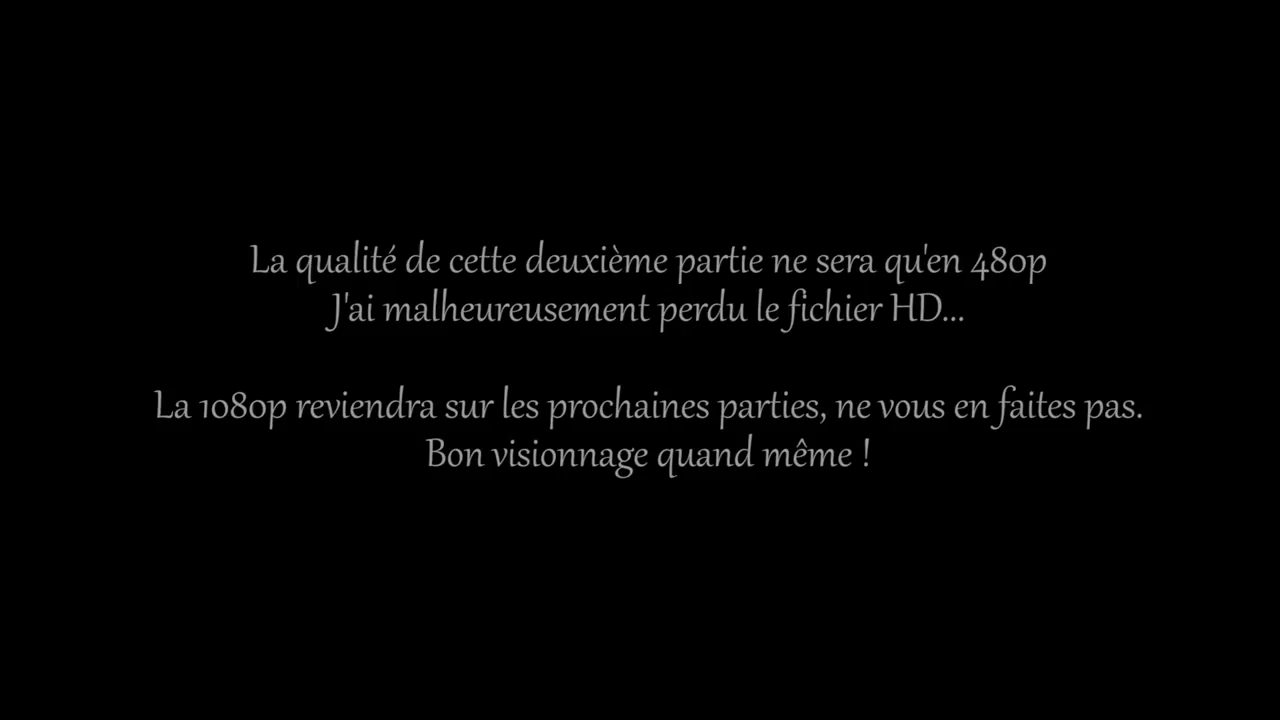 La qualité de cette deuxième partie ne sera qu'en 480p
J'ai malheureusement perdu le fichier HD...
La 1080p reviendra sur les prochaines parties, ne vous en faites pas.
Bon visionnage quand même !